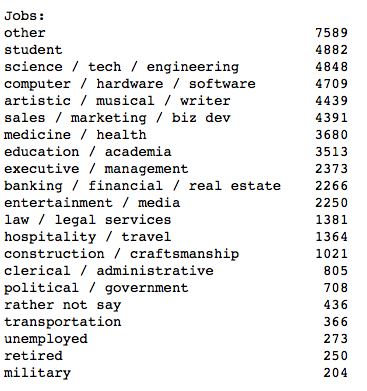 Jobs:
other 7589
student 4882
science / tech / engineering 4848
computer / hardware / software 4709
artistic / musical / writer 4439
sales / marketing / biz dev 4391
medicine / health 3680
education / academia 3513
executive / management 2373
banking / financial / real estate 2266
entertainment / media 2250
law / legal services 1381
hospitality / travel 1364
construction / craftsmanship 1021
clerical / administrative 805
political / government 708
rather not say 436
transportation 366
unemployed 273
retired 250
military 204